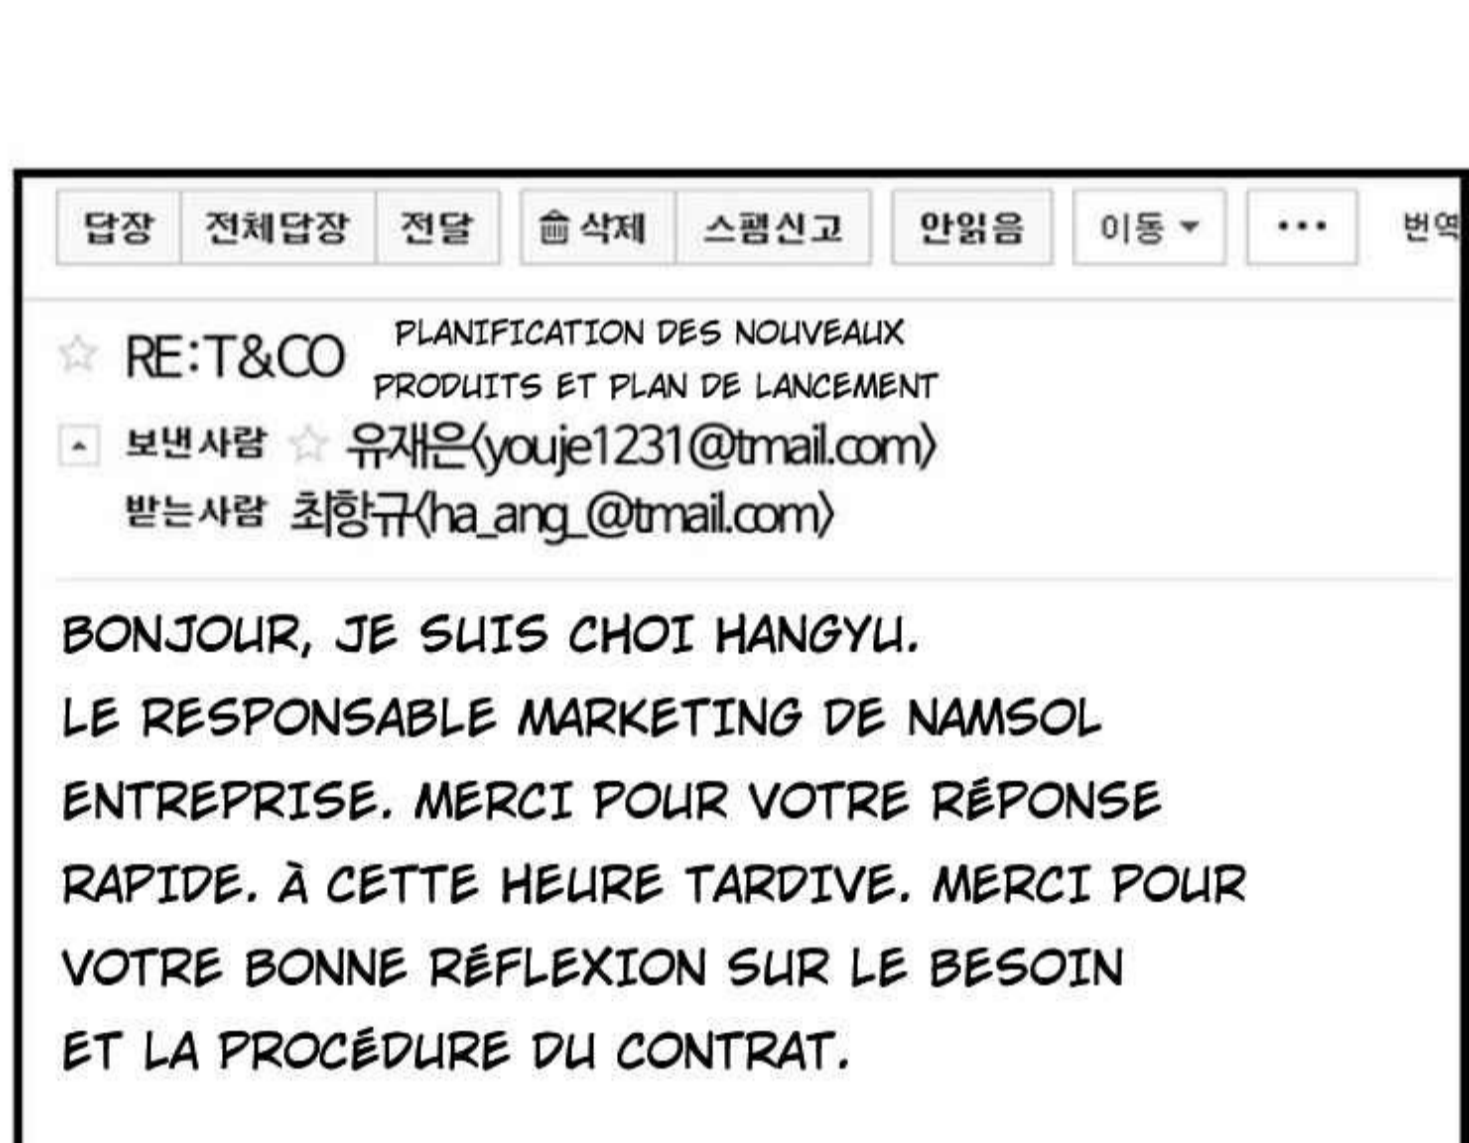 답장 전체답장 전달 삭제 스팸신고 안읽음 이동 ··· 번역
RE:T&CO PLANIFICATION DES NOUVEAUX
PRODUITS ET PLAN DE LANCEMENT
보낸사람 유재은<youje1231@tmail.com>
받는사람 최항규<ha_ang_@tmail.com>
BONJOUR, JE SUIS CHOI HANGYU.
LE RESPONSABLE MARKETING DE NAMSOL
ENTREPRISE. MERCI POUR VOTRE RÉPONSE
RAPIDE. À CETTE HEURE TARDIVE. MERCI POUR
VOTRE BONNE RÉFLEXION SUR LE BESOIN
ET LA PROCÉDURE DU CONTRAT.